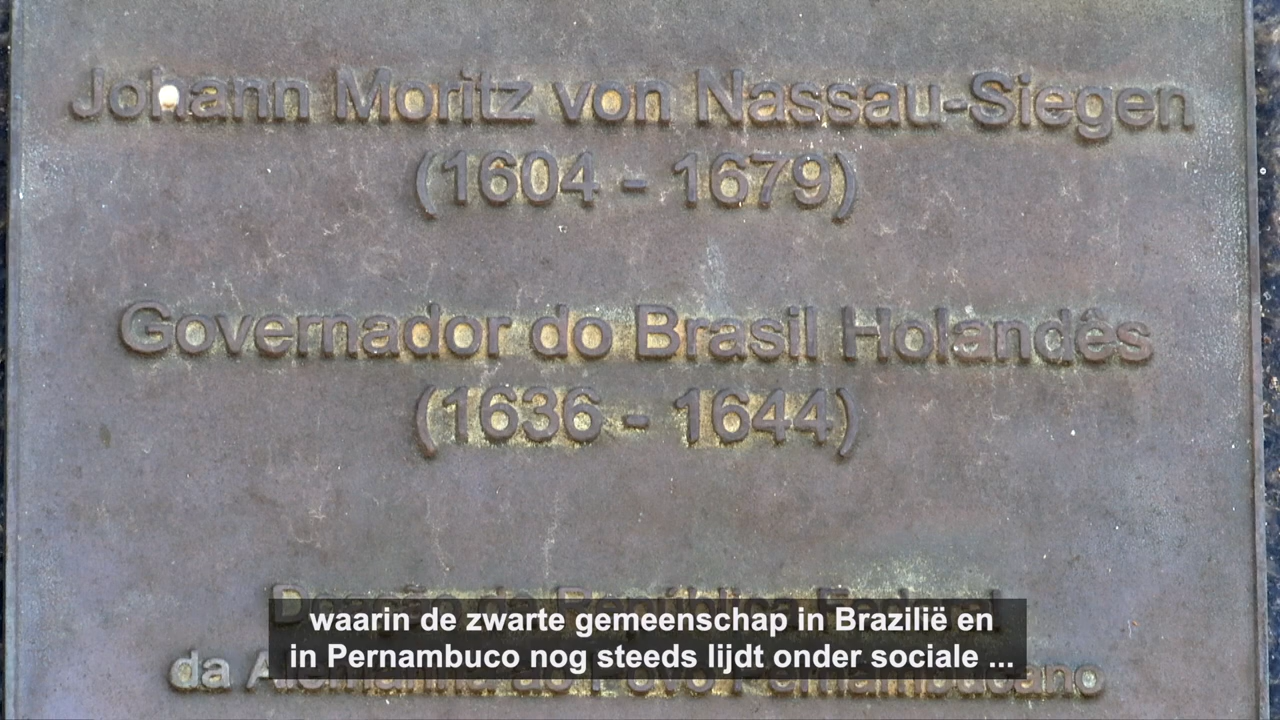 Johann Moritz von Nassau-Siegen
(1604 - 1679)
Governador do Brasil Holandês
(1636 - 1644)
waarin de zwarte gemeenschap in Brazilië en
in Pernambuco nog steeds lijdt onder sociale ...
da